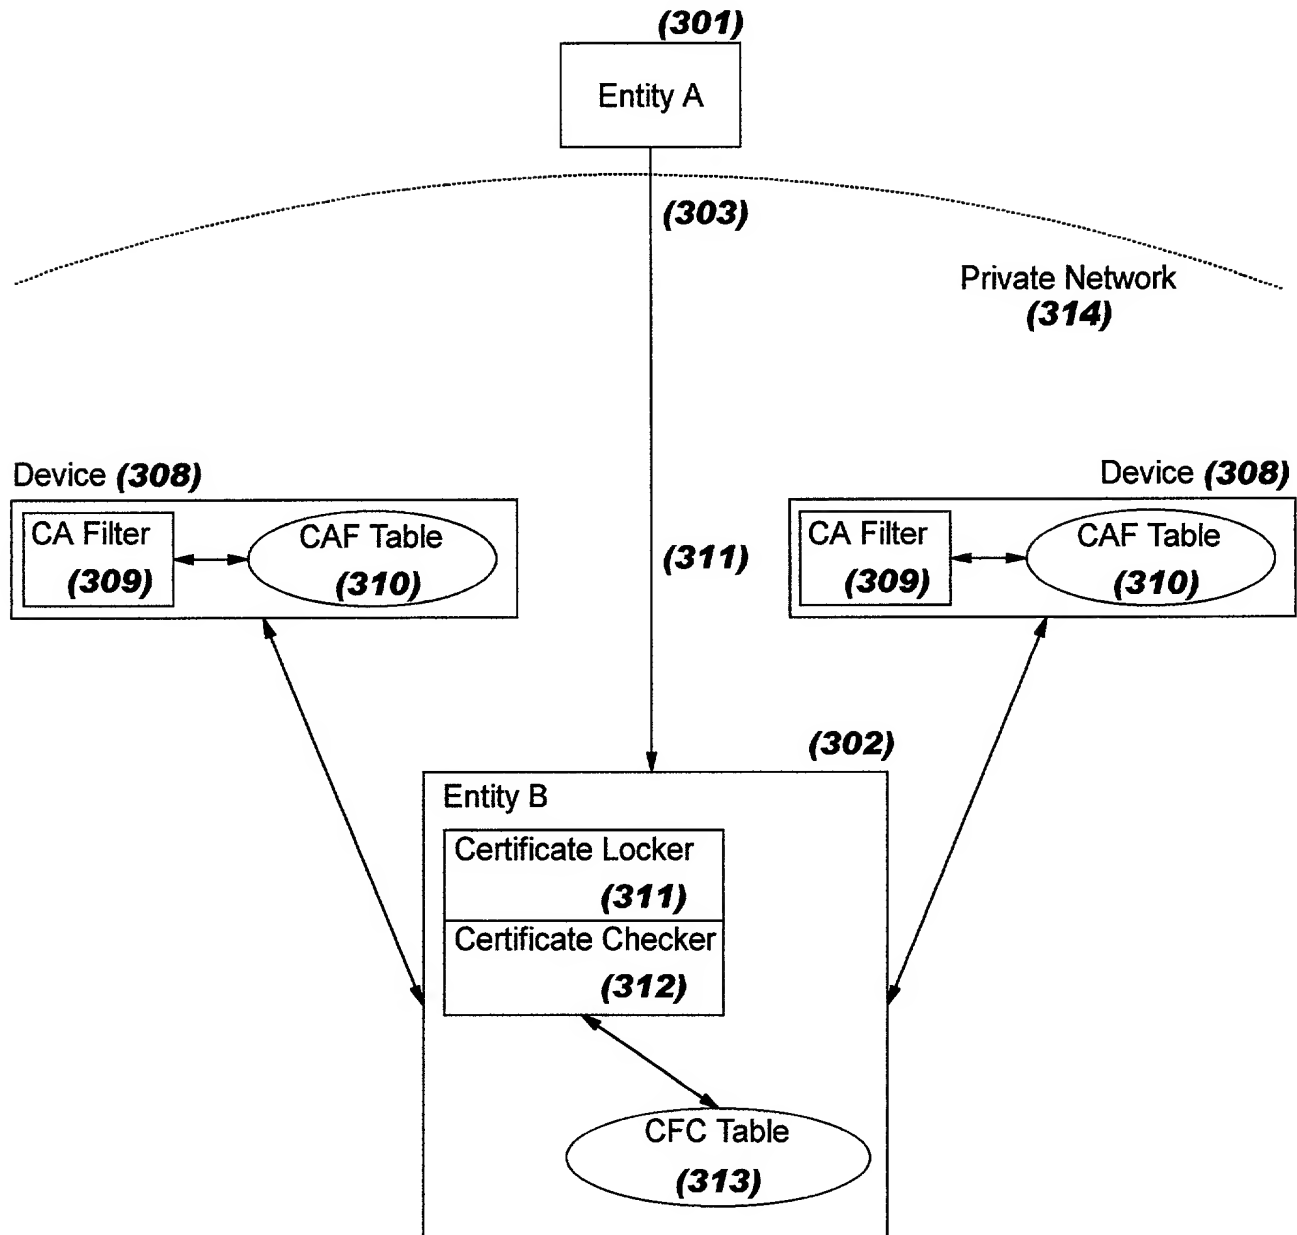 (301)
Entity A
(303)
Private Network
(314)
Device (308)
CA Filter
(309)
CAF Table
(310)
(311)
Device (308)
CA Filter
(309)
CAF Table
(310)
(302)
Entity B
Certificate Locker
(311)
Certificate Checker
(312)
CFC Table
(313)